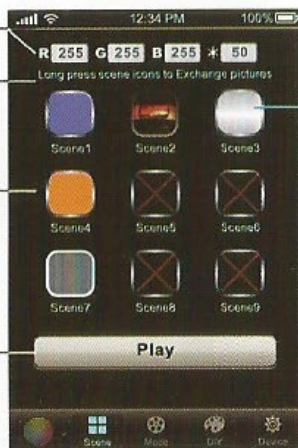 12:34 PM 100%
R 255 G 255 B 255 50
Long press scene icons to Exchange pictures
Scene1 Scene2 Scene3
Scene4 Scene5 Scene6
Scene7 Scene8 Scene9
Play
Scene Mode DIY Device